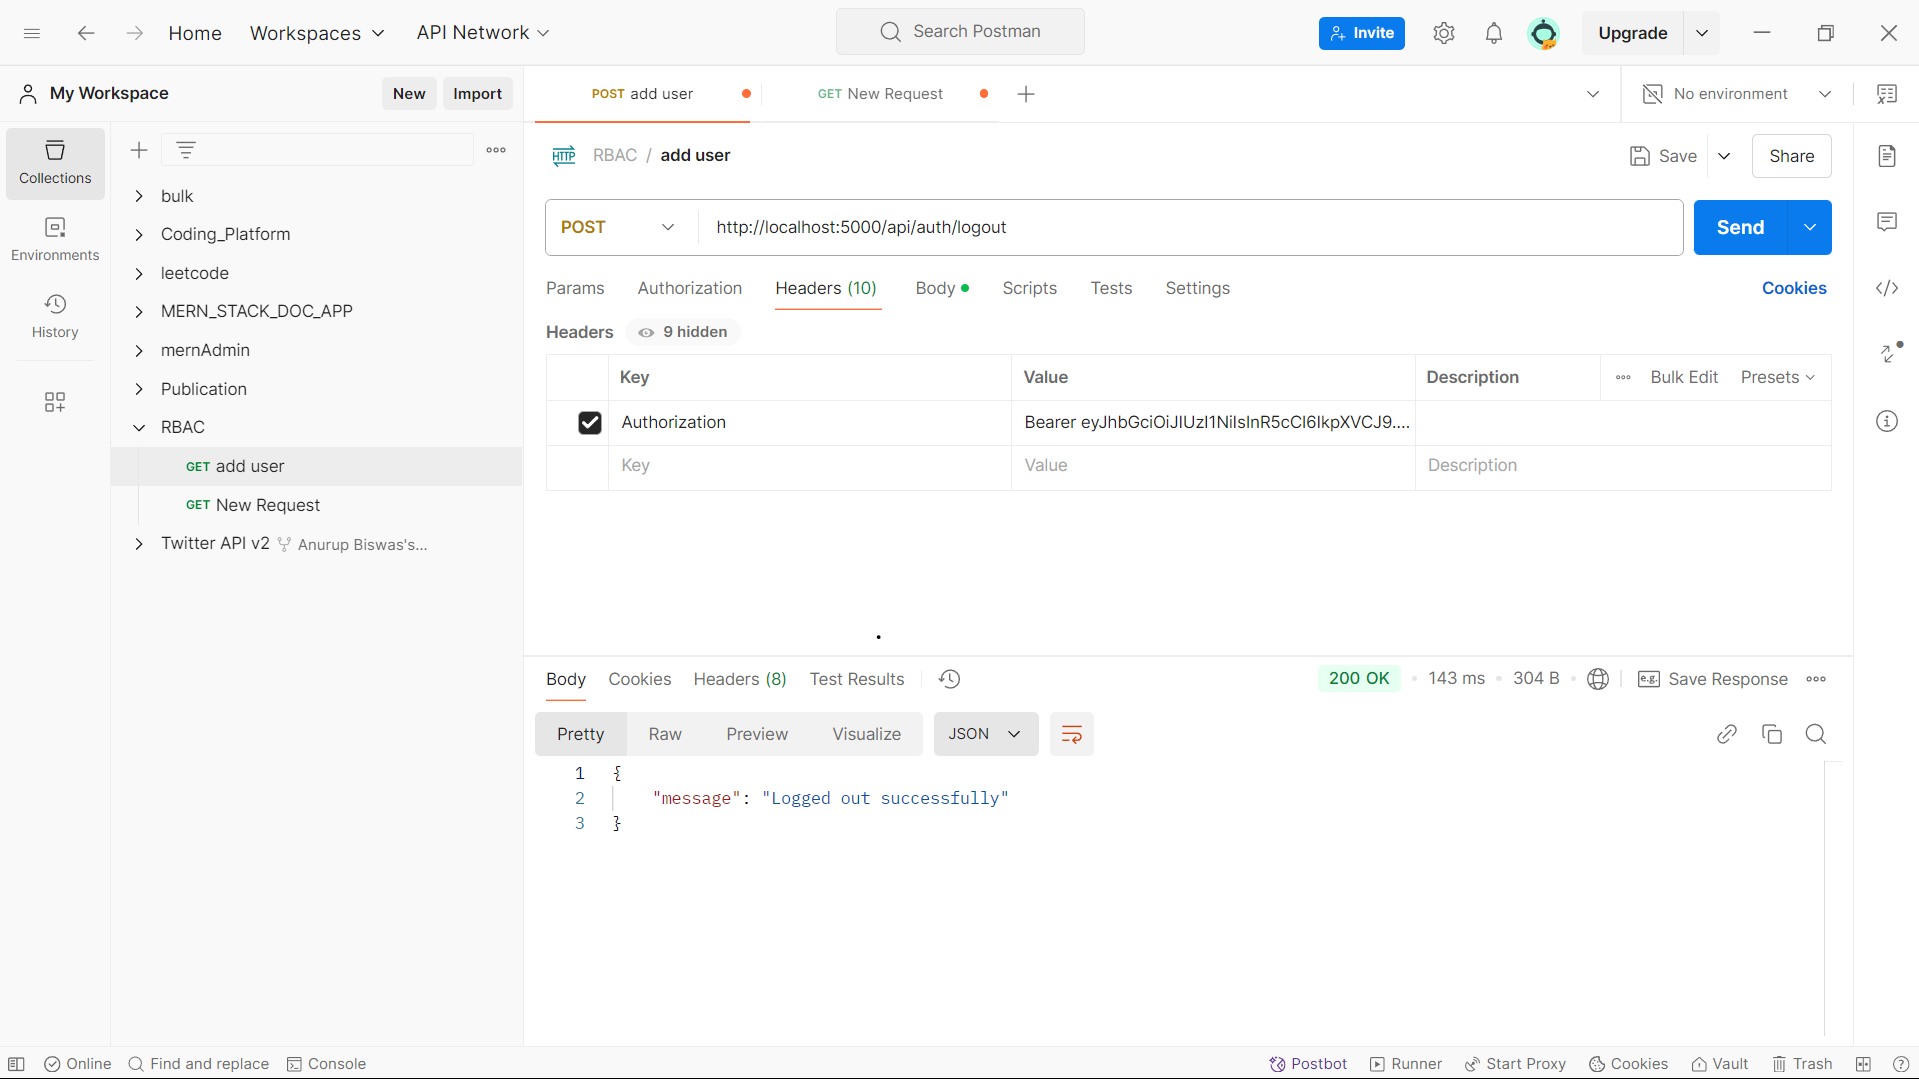 Home
Workspaces
API Network
Search Postman
Invite
Upgrade
My Workspace
New
Import
POST add user
GET New Request
No environment
Collections
Environments
History
bulk
Coding_Platform
leetcode
MERN_STACK_DOC_APP
mernAdmin
Publication
RBAC
GET add user
GET New Request
Twitter API v2 Anurup Biswas's...
HTTP
RBAC / add user
Save
Share
POST
http://localhost:5000/api/auth/logout
Send
Params
Authorization
Headers (10)
Body
Scripts
Tests
Settings
Cookies
Headers
9 hidden
Key
Value
Description
Bulk Edit
Presets
Authorization
Bearer eyJhbGciOiJIUzI1NiIsInR5cCI6IkpXVCJ9....
Key
Value
Description
Body
Cookies
Headers (8)
Test Results
200 OK
143 ms
304 B
e.g.
Save Response
Pretty
Raw
Preview
Visualize
JSON
1 {
2 "message": "Logged out successfully"
3 }
Online
Find and replace
Console
Postbot
Runner
Start Proxy
Cookies
Vault
Trash